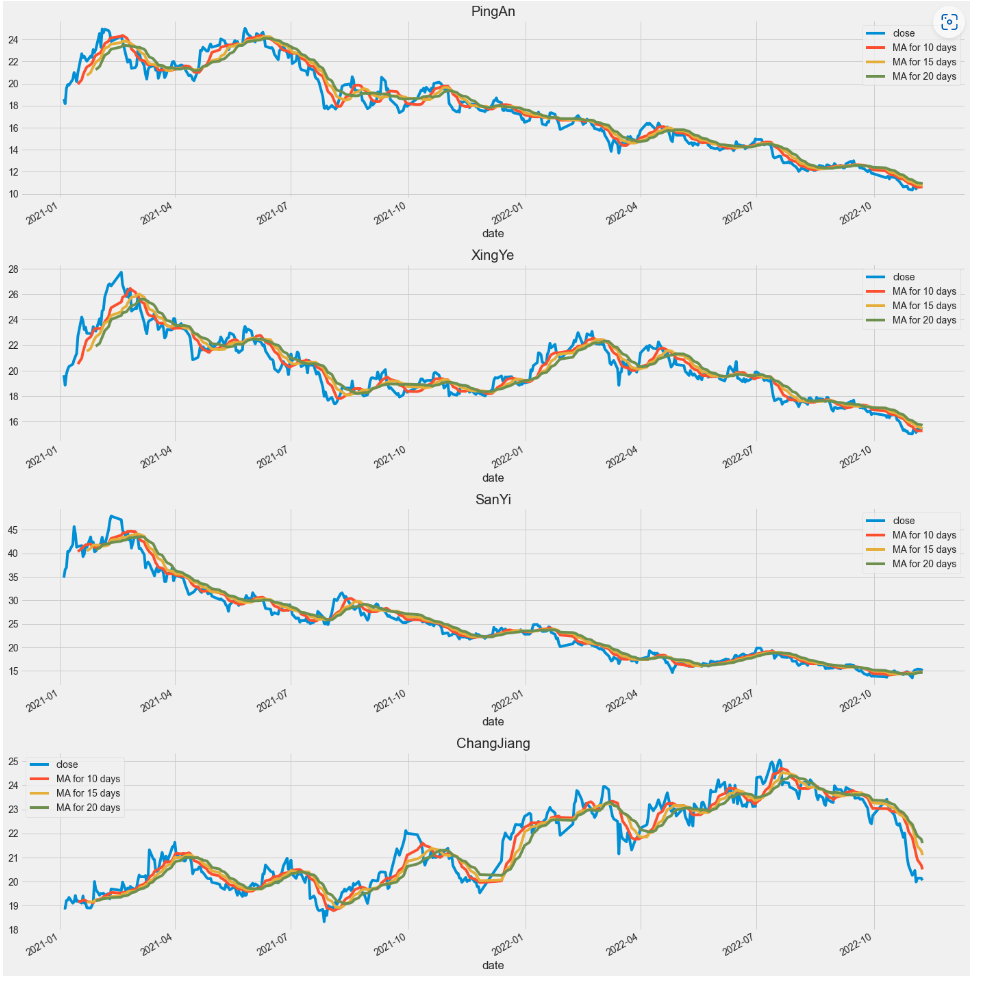 PingAn
24
22
20
18
16
14
12
10
close
MA for 10 days
MA for 15 days
MA for 20 days
2021-01
2021-04
2021-07
2021-10
2022-01
2022-04
2022-07
2022-10
date
XingYe
28
26
24
22
20
18
16
close
MA for 10 days
MA for 15 days
MA for 20 days
2021-01
2021-04
2021-07
2021-10
2022-01
2022-04
2022-07
2022-10
date
SanYi
45
40
35
30
25
20
15
close
MA for 10 days
MA for 15 days
MA for 20 days
2021-01
2021-04
2021-07
2021-10
2022-01
2022-04
2022-07
2022-10
date
ChangJiang
25
24
23
22
21
20
19
18
close
MA for 10 days
MA for 15 days
MA for 20 days
2021-01
2021-04
2021-07
2021-10
2022-01
2022-04
2022-07
2022-10
date